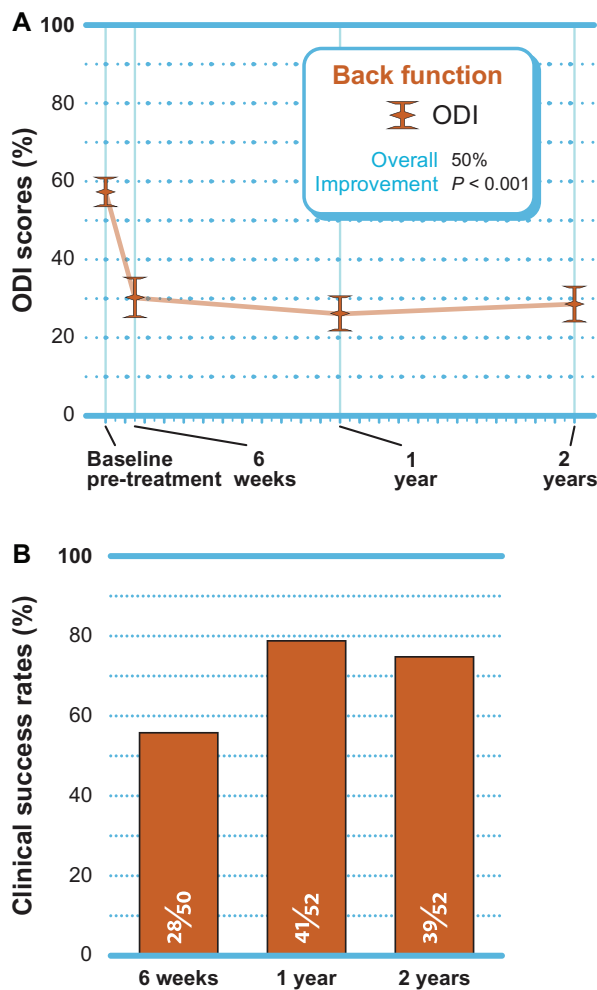 A
100
80
60
40
20
0
ODI scores (%)
Back function
ODI
Overall 50%
Improvement P < 0.001
Baseline
pre-treatment
6
weeks
1
year
2
years
B
100
80
60
40
20
0
Clinical success rates (%)
28/50
41/52
39/52
6 weeks
1 year
2 years